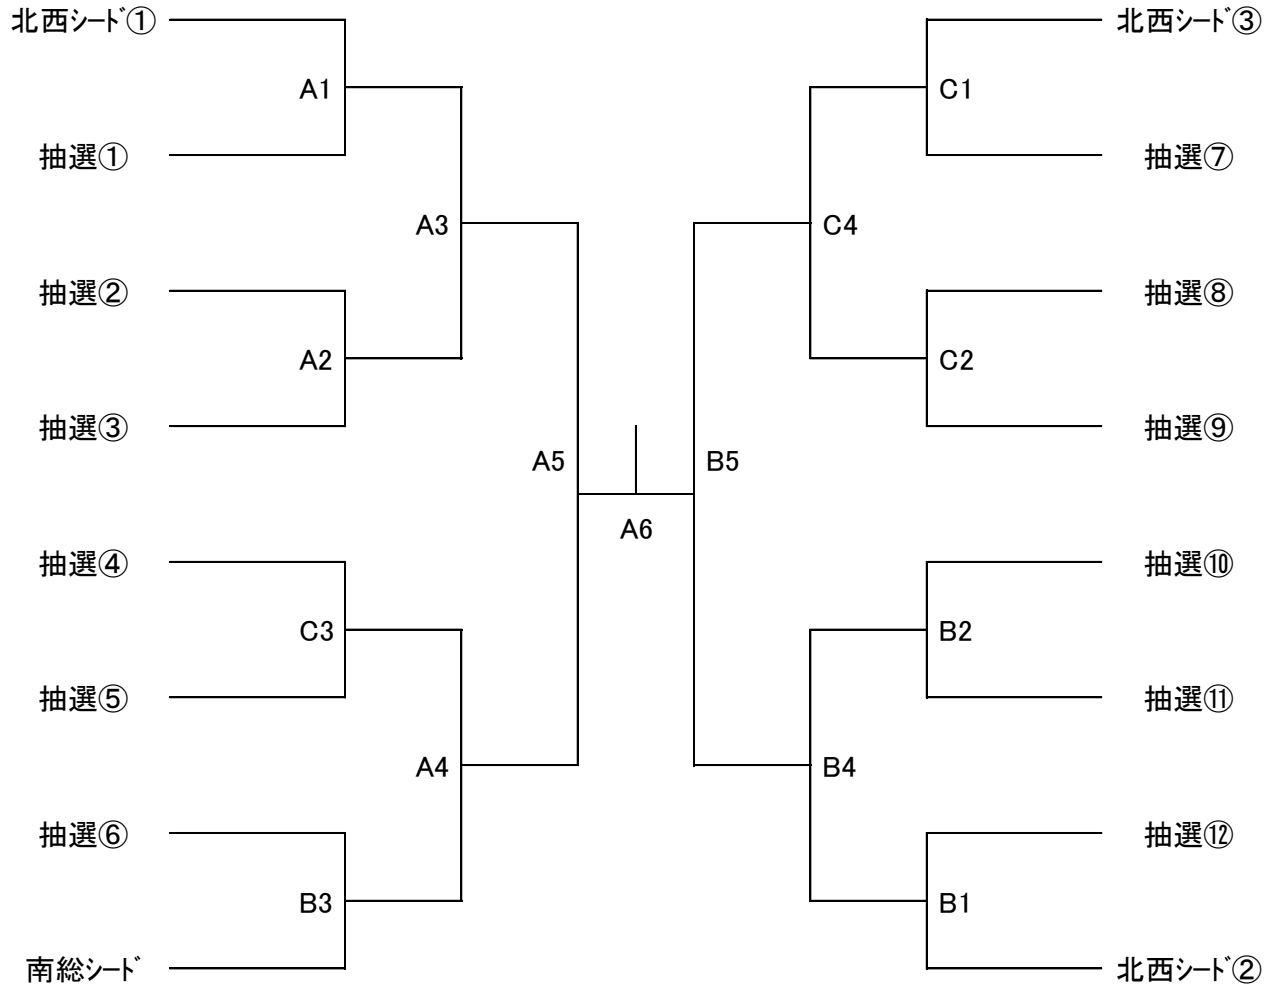 北西シード①
A1
抽選①
A3
抽選②
A2
抽選③
A5
抽選④
C3
抽選⑤
A4
抽選⑥
B3
南総シード
A6
北西シード③
C1
抽選⑦
C4
抽選⑧
C2
抽選⑨
B5
抽選⑩
B2
抽選⑪
B4
抽選⑫
B1
北西シード②